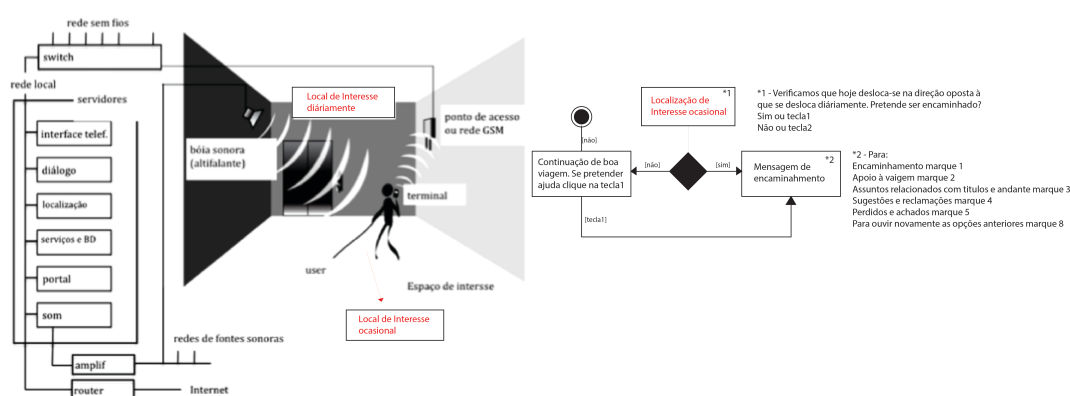 rede sem fios
switch
rede local
servidores
interface telef.
diálogo
localização
serviços e BD
portal
som
amplif
router
Internet
redes de fontes sonoras
Local de Interesse
diáriamente
bóia sonora
(altifalante)
ponto de acesso
ou rede GSM
terminal
user
Espaço de intersse
Local de Interesse
ocasional
*1
Localização de
Interesse ocasional
*1 - Verificamos que hoje desloca-se na direção oposta à
que se desloca diáriamente. Pretende ser encaminhado?
Sim ou tecla1
Não ou tecla2
[não]
Continuação de boa
viagem. Se pretender
ajuda clique na tecla1
[não]
[sim]
*2
Mensagem de
encaminahmento
[tecla1]
*2 - Para:
Encaminhamento marque 1
Apoio à vaigem marque 2
Assuntos relacionados com titulos e andante marque 3
Sugestões e reclamações marque 4
Perdidos e achados marque 5
Para ouvir novamente as opções anteriores marque 8